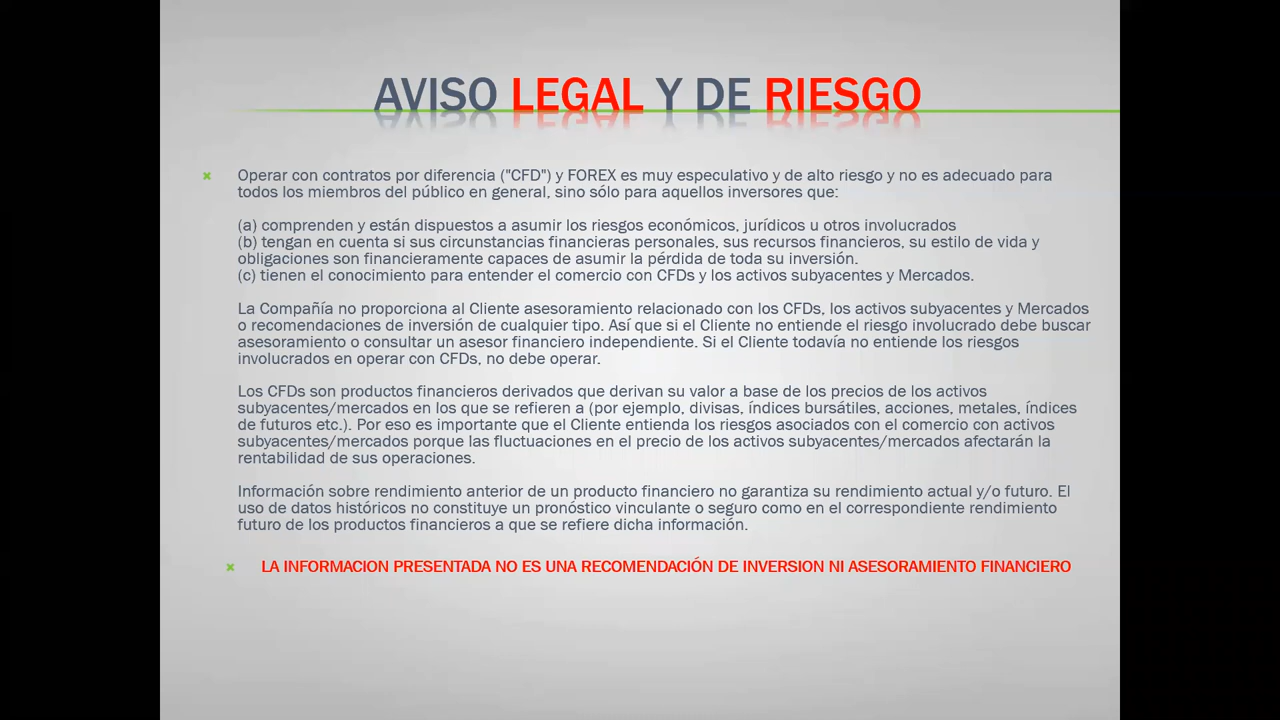 AVISO LEGAL Y DE RIESGO
Operar con contratos por diferencia ("CFD") y FOREX es muy especulativo y de alto riesgo y no es adecuado para
todos los miembros del público en general, sino sólo para aquellos inversores que:
(a) comprenden y están dispuestos a asumir los riesgos económicos, jurídicos u otros involucrados
(b) tengan en cuenta si sus circunstancias financieras personales, sus recursos financieros, su estilo de vida y
obligaciones son financieramente capaces de asumir la pérdida de toda su inversión.
(c) tienen el conocimiento para entender el comercio con CFDs y los activos subyacentes y Mercados.
La Compañía no proporciona al Cliente asesoramiento relacionado con los CFDs, los activos subyacentes y Mercados
o recomendaciones de inversión de cualquier tipo. Así que si el Cliente no entiende el riesgo involucrado debe buscar
asesoramiento o consultar un asesor financiero independiente. Si el Cliente todavía no entiende los riesgos
involucrados en operar con CFDs, no debe operar.
Los CFDs son productos financieros derivados que derivan su valor a base de los precios de los activos
subyacentes/mercados en los que se refieren a (por ejemplo, divisas, índices bursátiles, acciones, metales, índices
de futuros etc.). Por eso es importante que el Cliente entienda los riesgos asociados con el comercio con activos
subyacentes/mercados porque las fluctuaciones en el precio de los activos subyacentes/mercados afectarán la
rentabilidad de sus operaciones.
Información sobre rendimiento anterior de un producto financiero no garantiza su rendimiento actual y/o futuro. El
uso de datos históricos no constituye un pronóstico vinculante o seguro como en el correspondiente rendimiento
futuro de los productos financieros a que se refiere dicha información.
LA INFORMACION PRESENTADA NO ES UNA RECOMENDACIÓN DE INVERSION NI ASESORAMIENTO FINANCIERO